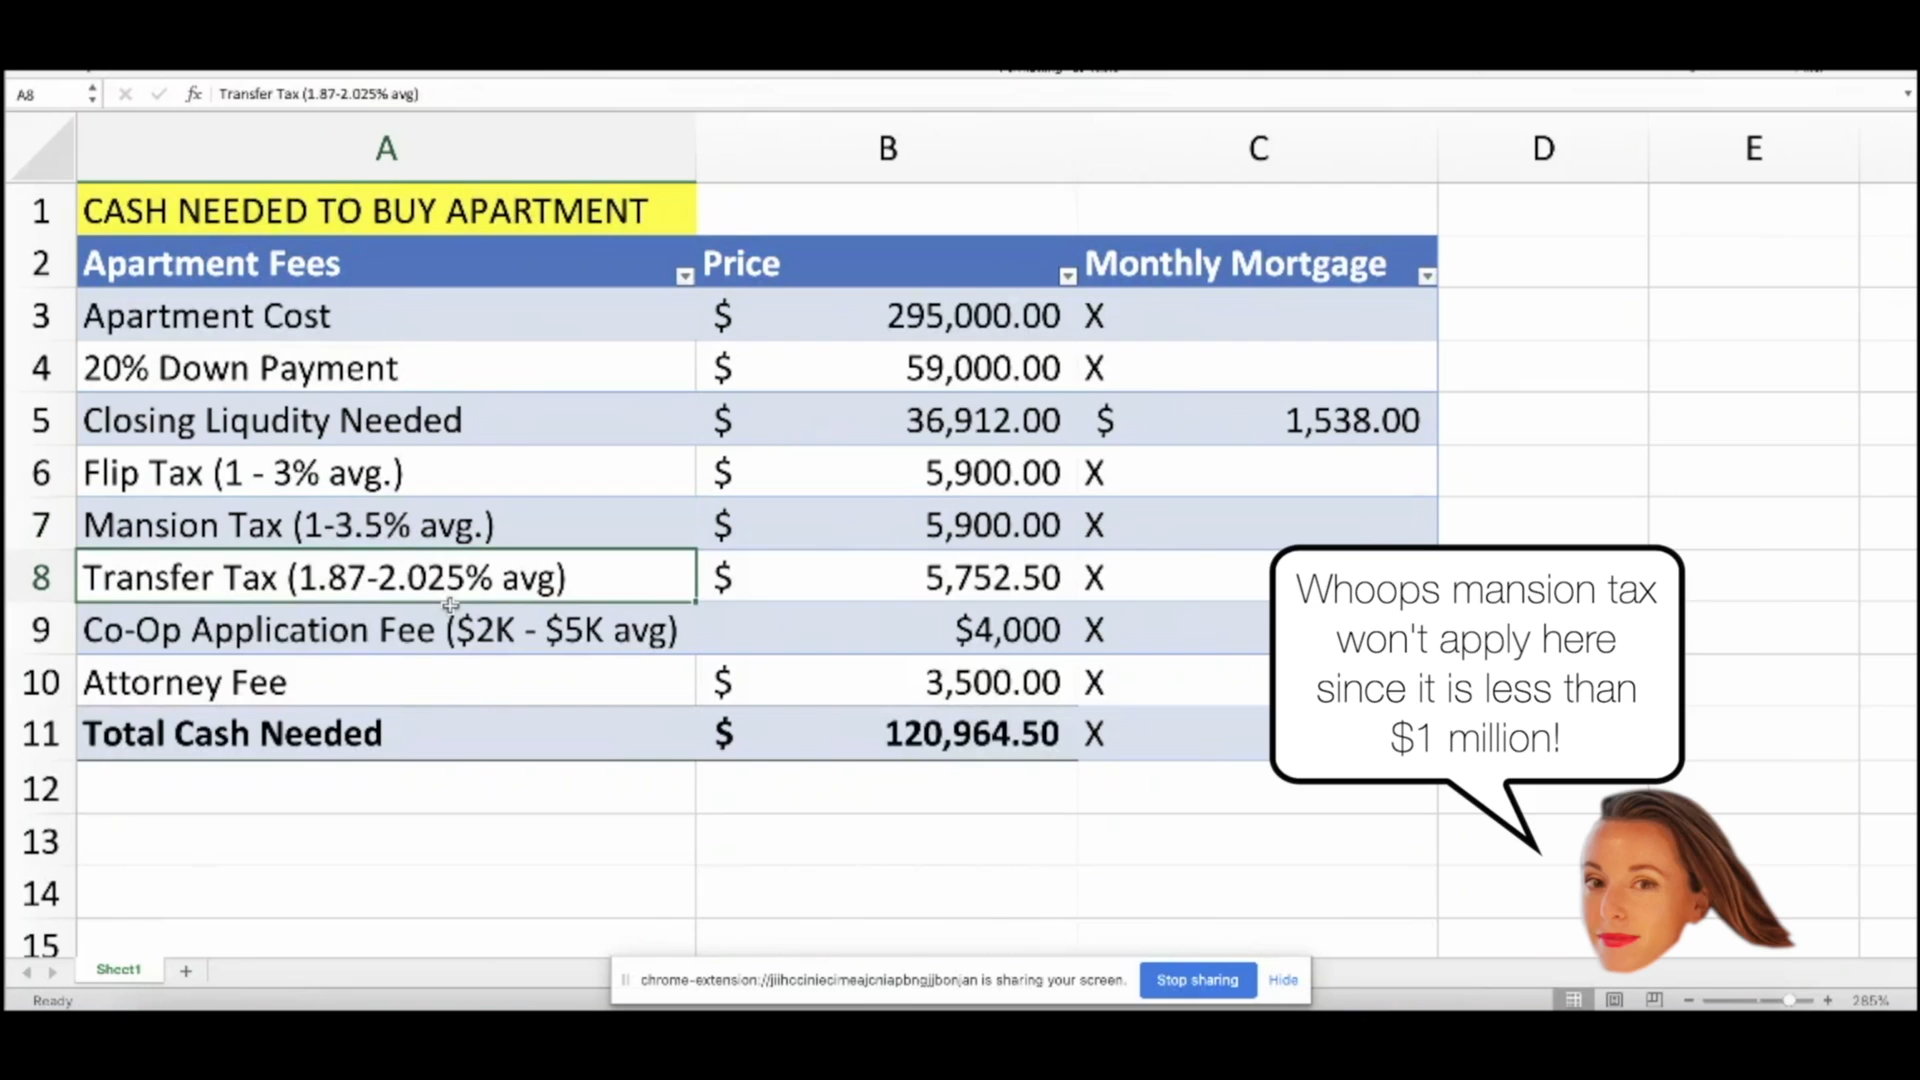 A8 fx Transfer Tax (1.87-2.025% avg)
A B C D E
1 CASH NEEDED TO BUY APARTMENT
2 Apartment Fees Price Monthly Mortgage
3 Apartment Cost $ 295,000.00 X
4 20% Down Payment $ 59,000.00 X
5 Closing Liqudity Needed $ 36,912.00 $ 1,538.00
6 Flip Tax (1 - 3% avg.) $ 5,900.00 X
7 Mansion Tax (1-3.5% avg.) $ 5,900.00 X
8 Transfer Tax (1.87-2.025% avg) $ 5,752.50 X
9 Co-Op Application Fee ($2K - $5K avg) $4,000 X
10 Attorney Fee $ 3,500.00 X
11 Total Cash Needed $ 120,964.50 X
12
13
14
15
Whoops mansion tax
won't apply here
since it is less than
$1 million!
Sheet1 +
chrome-extension://jiihcciniecimeajcniapbngjjbonjan is sharing your screen. Stop sharing Hide
Ready 285%